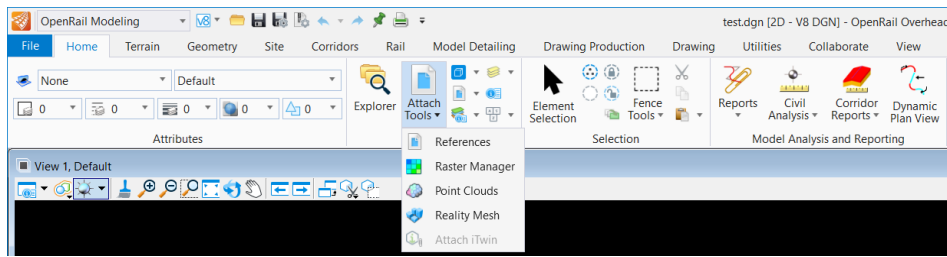 OpenRail Modeling V8 test.dgn [2D - V8 DGN] - OpenRail Overhead
File Home Terrain Geometry Site Corridors Rail Model Detailing Drawing Production Drawing Utilities Collaborate View
None Default
0 0 0 0 0
Explorer
Attach
Tools
Element
Selection
Fence
Tools
Reports
Civil
Analysis
Corridor
Reports
Dynamic
Plan View
Attributes Selection Model Analysis and Reporting
References
Raster Manager
Point Clouds
Reality Mesh
Attach iTwin
View 1, Default